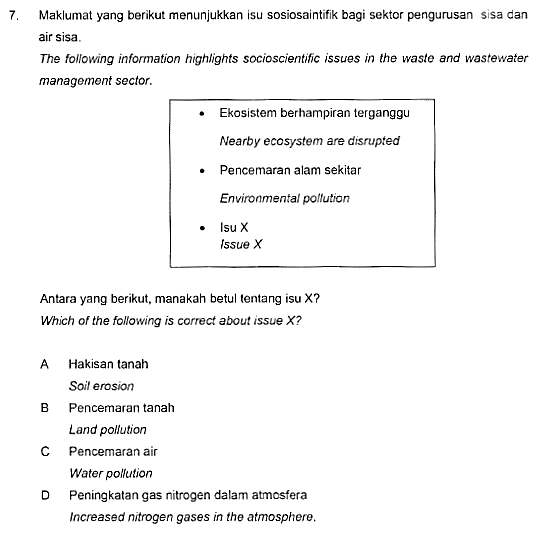 7. Maklumat yang berikut menunjukkan isu sosiosaintifik bagi sektor pengurusan sisa dan
air sisa.
The following information highlights socioscientific issues in the waste and wastewater
management sector.
• Ekosistem berhampiran terganggu
Nearby ecosystem are disrupted
• Pencemaran alam sekitar
Environmental pollution
• Isu X
Issue X
Antara yang berikut, manakah betul tentang isu X?
Which of the following is correct about issue X?
A Hakisan tanah
Soil erosion
B Pencemaran tanah
Land pollution
C Pencemaran air
Water pollution
D Peningkatan gas nitrogen dalam atmosfera
Increased nitrogen gases in the atmosphere.